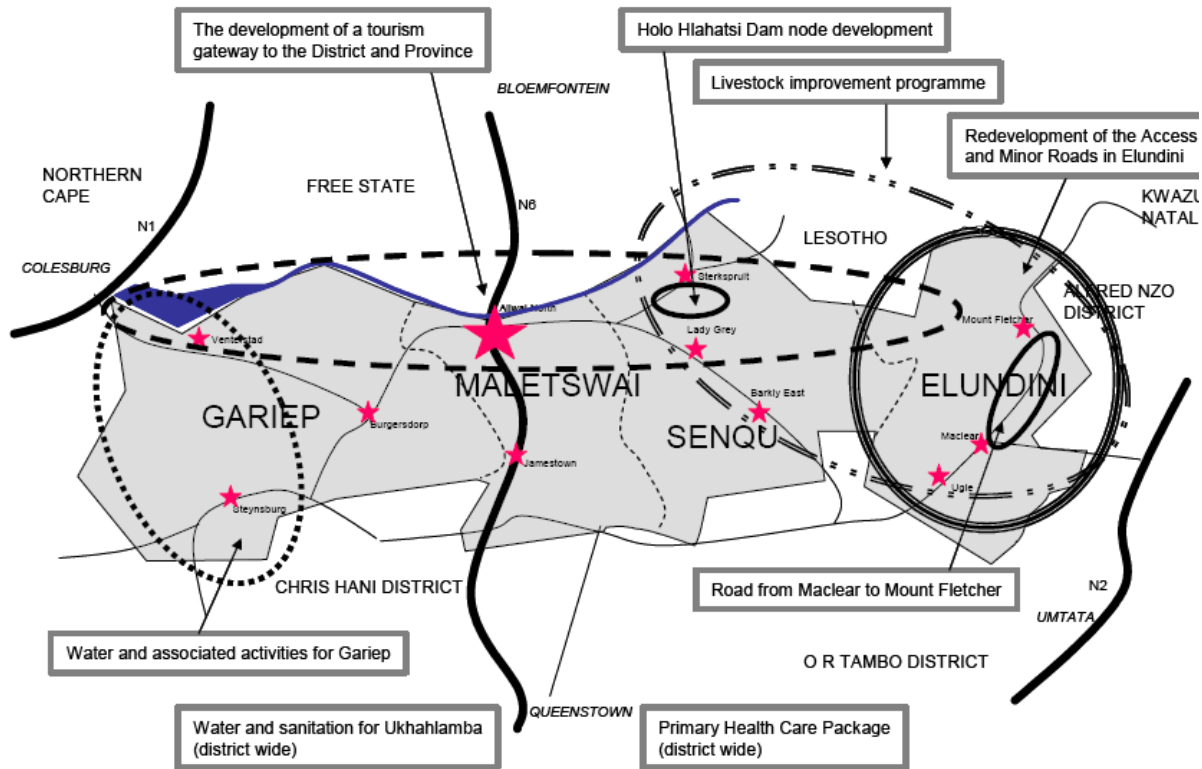 The development of a tourism
gateway to the District and Province
Holo Hlahatsi Dam node development
Livestock improvement programme
BLOEMFONTEIN
Redevelopment of the Access
and Minor Roads in Elundini
NORTHERN
CAPE
FREE STATE
KWAZU
NATAL
N1
N6
LESOTHO
COLESBURG
Sterkspruit
ALFRED NZO
DISTRICT
Aliwal North
Mount Fletcher
Venterstad
Lady Grey
MALETSWAI
ELUNDINI
GARIEP
Barkly East
Burgersdorp
SENQU
Maclear
Jamestown
Ugie
Steynsburg
CHRIS HANI DISTRICT
Road from Maclear to Mount Fletcher
N2
UMTATA
Water and associated activities for Gariep
O R TAMBO DISTRICT
QUEENSTOWN
Water and sanitation for Ukhahlamba
(district wide)
Primary Health Care Package
(district wide)